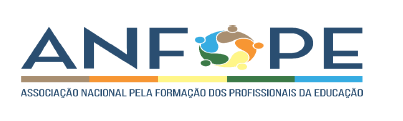 ANFOPE
ASSOCIAÇÃO NACIONAL PELA FORMAÇÃO DOS PROFISSIONAIS DA EDUCAÇÃO